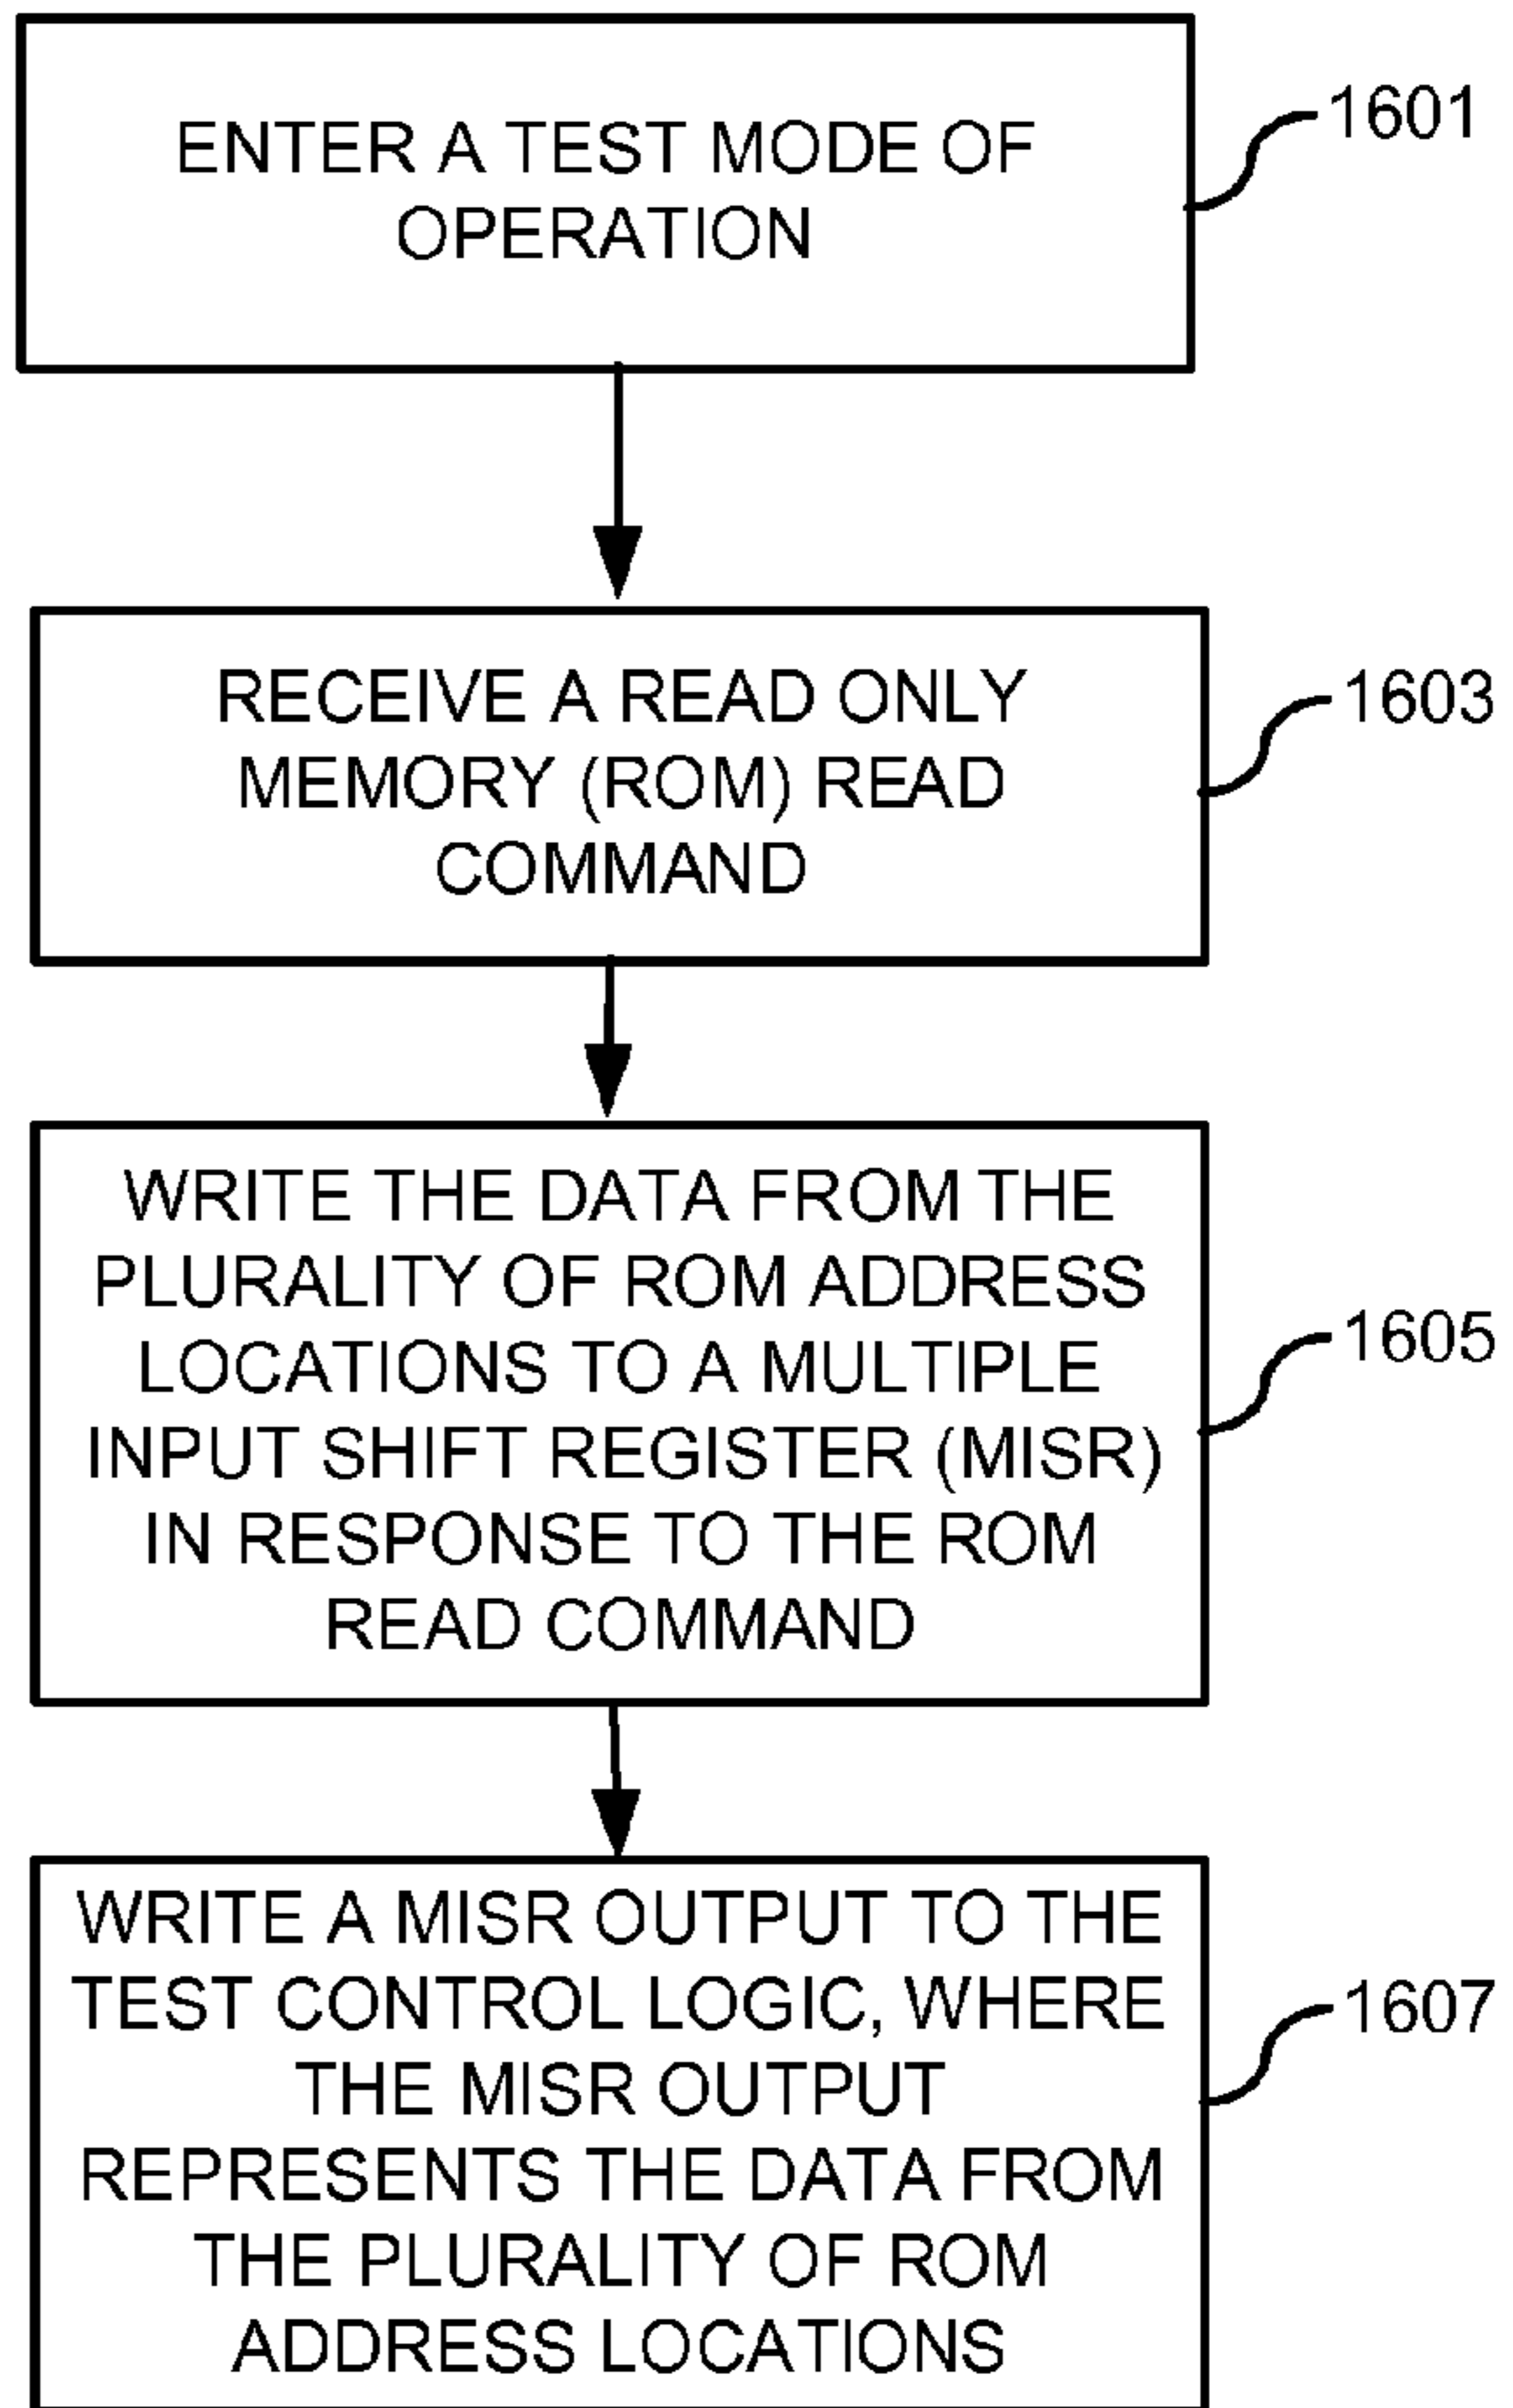 ENTER A TEST MODE OF
OPERATION
1601
RECEIVE A READ ONLY
MEMORY (ROM) READ
COMMAND
1603
WRITE THE DATA FROM THE
PLURALITY OF ROM ADDRESS
LOCATIONS TO A MULTIPLE
INPUT SHIFT REGISTER (MISR)
IN RESPONSE TO THE ROM
READ COMMAND
1605
WRITE A MISR OUTPUT TO THE
TEST CONTROL LOGIC, WHERE
THE MISR OUTPUT
REPRESENTS THE DATA FROM
THE PLURALITY OF ROM
ADDRESS LOCATIONS
1607